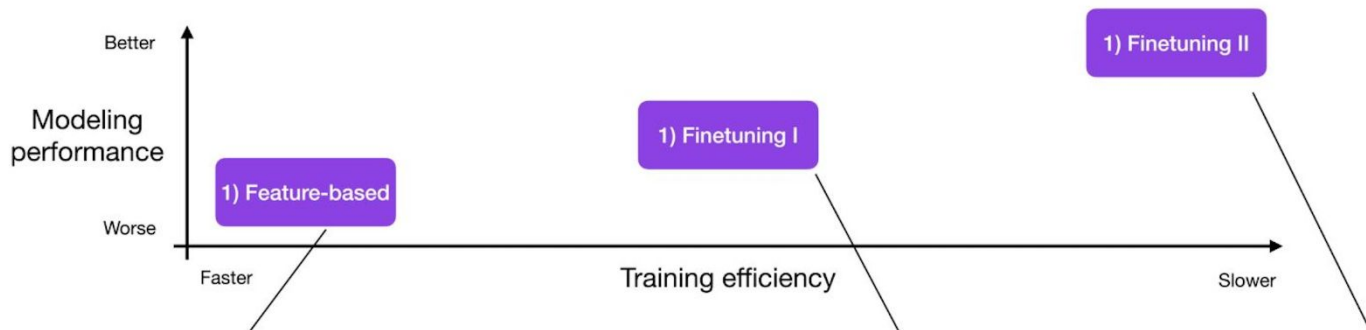 Better
1) Finetuning II
Modeling
performance
1) Finetuning I
1) Feature-based
Worse
Faster
Training efficiency
Slower